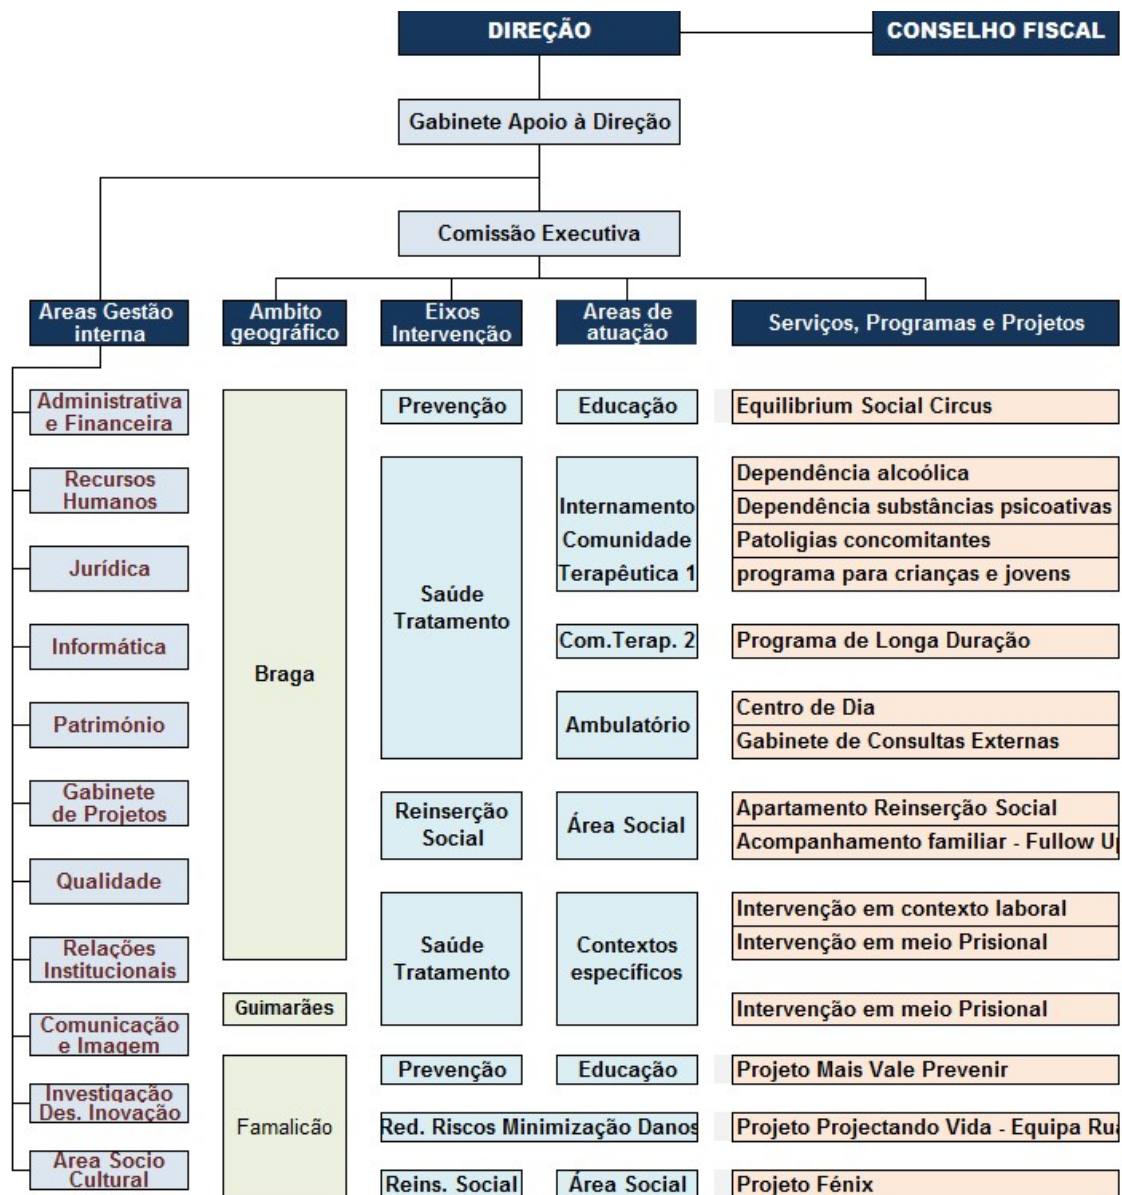 DIREÇÃO
CONSELHO FISCAL
Gabinete Apoio à Direção
Comissão Executiva
Areas Gestão
interna
Ambito
geográfico
Eixos
Intervenção
Areas de
atuação
Serviços, Programas e Projetos
Administrativa
e Financeira
Recursos
Humanos
Jurídica
Informática
Património
Gabinete
de Projetos
Qualidade
Relações
Institucionais
Comunicação
e Imagem
Investigação
Des. Inovação
Area Socio
Cultural
Braga
Guimarães
Famalicão
Prevenção
Educação
Equilibrium Social Circus
Saúde
Tratamento
Internamento
Comunidade
Terapêutica 1
Dependência alcoólica
Dependência substâncias psicoativas
Patoligias concomitantes
programa para crianças e jovens
Com.Terap. 2
Programa de Longa Duração
Ambulatório
Centro de Dia
Gabinete de Consultas Externas
Reinserção
Social
Área Social
Apartamento Reinserção Social
Acompanhamento familiar - Fullow Up
Saúde
Tratamento
Contextos
específicos
Intervenção em contexto laboral
Intervenção em meio Prisional
Intervenção em meio Prisional
Prevenção
Educação
Projeto Mais Vale Prevenir
Red. Riscos Minimização Danos
Projeto Projectando Vida - Equipa Rua
Reins. Social
Área Social
Projeto Fénix